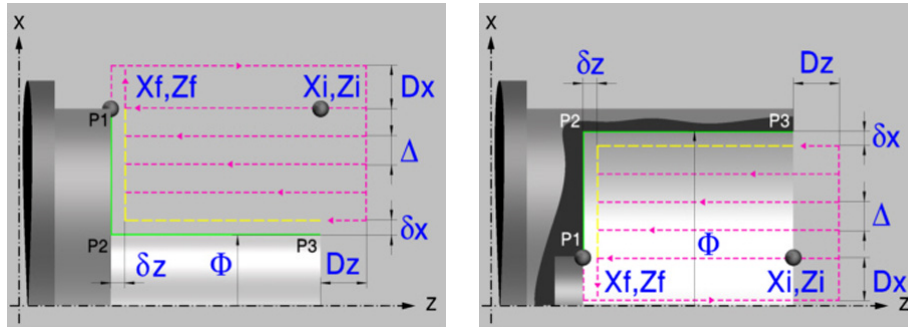 X
Xf,Zf
Xi,Zi
Dx
P1
Δ
δx
P2
P3
δz
Φ
Dz
Z
X
δz
Dz
P2
P3
δx
Δ
P1
Φ
Xf,Zf
Xi,Zi
Dx
Z